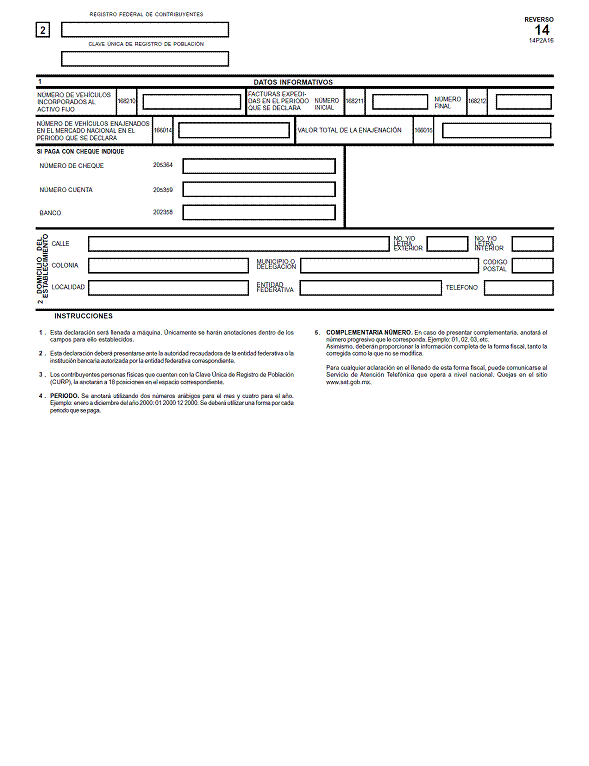 REGISTRO FEDERAL DE CONTRIBUYENTES
2
CLAVE ÚNICA DE REGISTRO DE POBLACIÓN
REVERSO
14
14P2A16
1 DATOS INFORMATIVOS
NÚMERO DE VEHÍCULOS
INCORPORADOS AL
ACTIVO FIJO
168210
FACTURAS EXPEDI-
DAS EN EL PERIODO
QUE SE DECLARA
NÚMERO
INICIAL
168211
NÚMERO
FINAL
168212
NÚMERO DE VEHÍCULOS ENAJENADOS
EN EL MERCADO NACIONAL EN EL
PERIODO QUE SE DECLARA
166014
VALOR TOTAL DE LA ENAJENACIÓN
166015
SI PAGA CON CHEQUE INDIQUE
NÚMERO DE CHEQUE 205364
NÚMERO CUENTA 205359
BANCO 202358
2 DOMICILIO DEL
ESTABLECIMIENTO
CALLE
NO. Y/O
LETRA
EXTERIOR
NO. Y/O
LETRA
INTERIOR
COLONIA
MUNICIPIO O
DELEGACIÓN
CÓDIGO
POSTAL
LOCALIDAD
ENTIDAD
FEDERATIVA
TELÉFONO
INSTRUCCIONES
1 . Esta declaración será llenada a máquina. Únicamente se harán anotaciones dentro de los
campos para ello establecidos.
2 . Esta declaración deberá presentarse ante la autoridad recaudadora de la entidad federativa o la
institución bancaria autorizada por la entidad federativa correspondiente.
3 . Los contribuyentes personas físicas que cuenten con la Clave Única de Registro de Población
(CURP), la anotarán a 18 posiciones en el espacio correspondiente.
4 . PERIODO. Se anotará utilizando dos números arábigos para el mes y cuatro para el año.
Ejemplo: enero a diciembre del año 2000: 01 2000 12 2000. Se deberá utilizar una forma por cada
periodo que se paga.
5. COMPLEMENTARIA NÚMERO. En caso de presentar complementaria, anotará el
número progresivo que le corresponda. Ejemplo: 01, 02, 03, etc.
Asimismo, deberán proporcionar la información completa de la forma fiscal, tanto la
corregida como la que no se modifica.
Para cualquier aclaración en el llenado de esta forma fiscal, puede comunicarse al
Servicio de Atención Telefónica que opera a nivel nacional. Quejas en el sitio
www.sat.gob.mx.